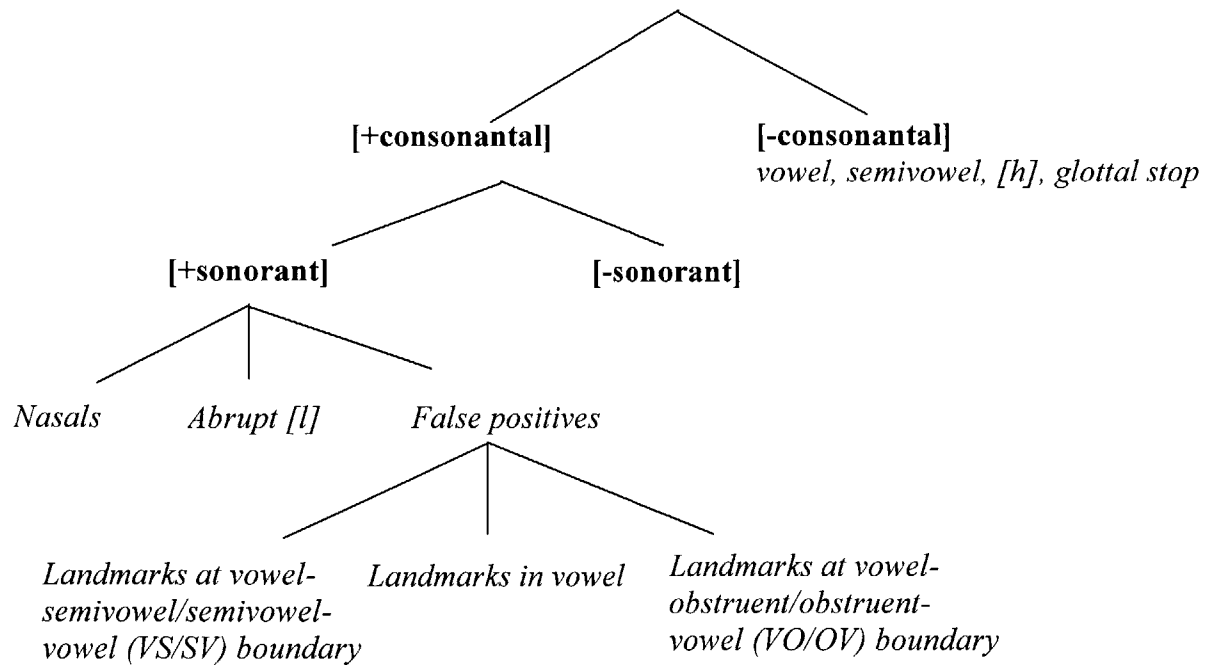 [+consonantal]
[-consonantal]
vowel, semivowel, [h], glottal stop
[+sonorant]
[-sonorant]
Nasals
Abrupt [l]
False positives
Landmarks at vowel-
semivowel/semivowel-
vowel (VS/SV) boundary
Landmarks in vowel
Landmarks at vowel-
obstruent/obstruent-
vowel (VO/OV) boundary